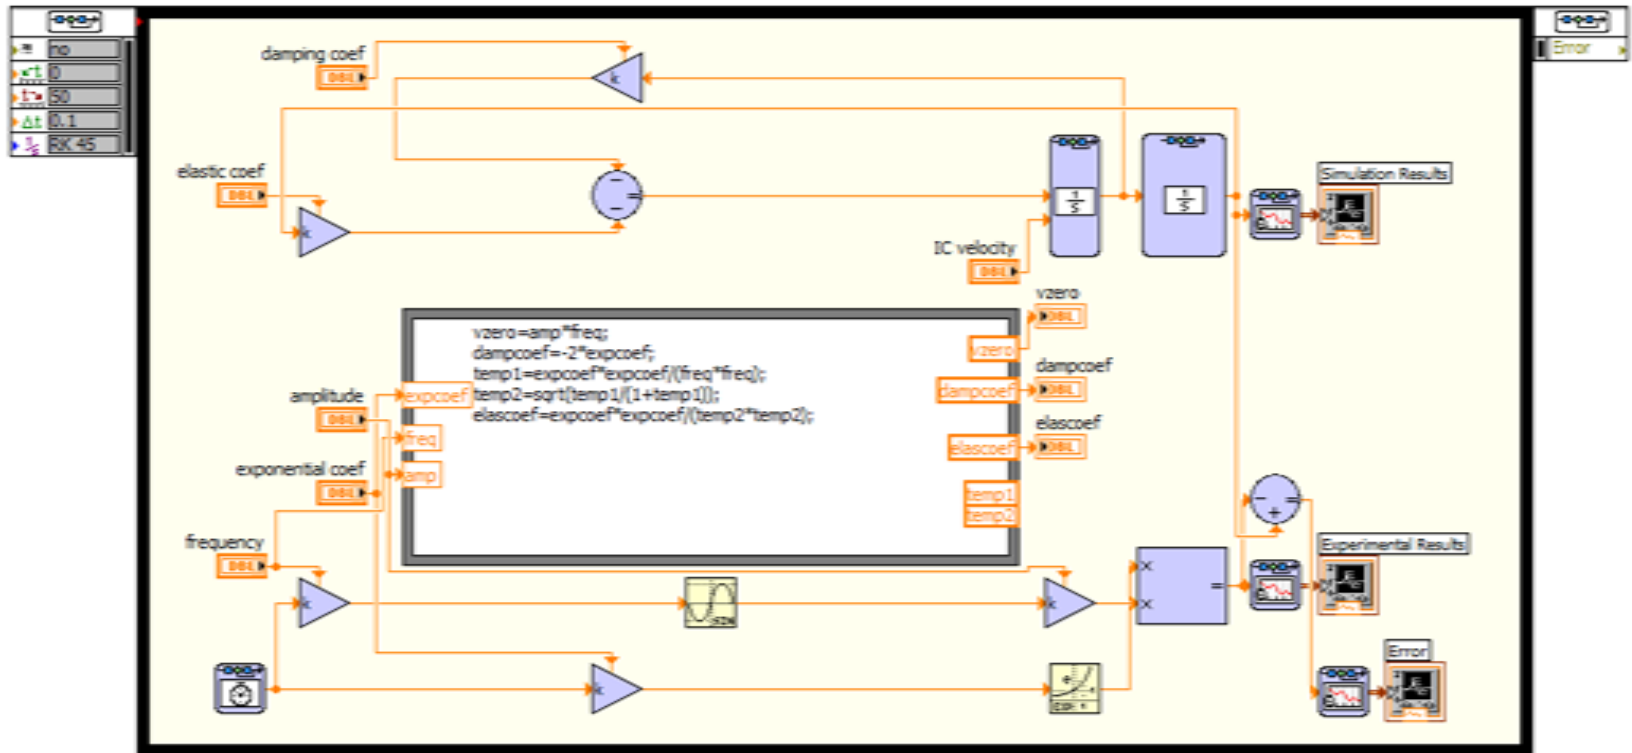 no
0
50
Δt 0.1
RK 45
Error
damping coef
DBL
k
elastic coef
DBL
k
1/s
1/s
Simulation Results
IC velocity
DBL
vzero
DBL
vzero=amp*freq;
dampcoef=-2*expcoef;
temp1=expcoef*expcoef/(freq*freq);
temp2=sqrt(temp1/(1+temp1));
elascoef=expcoef*expcoef/(temp2*temp2);
vzero
dampcoef
dampcoef
DBL
amplitude
DBL
expcoef
elascoef
elascoef
DBL
freq
exponential coef
DBL
amp
temp1
temp2
frequency
DBL
Experimental Results
k
SIN
k
x
x
=
Error
k